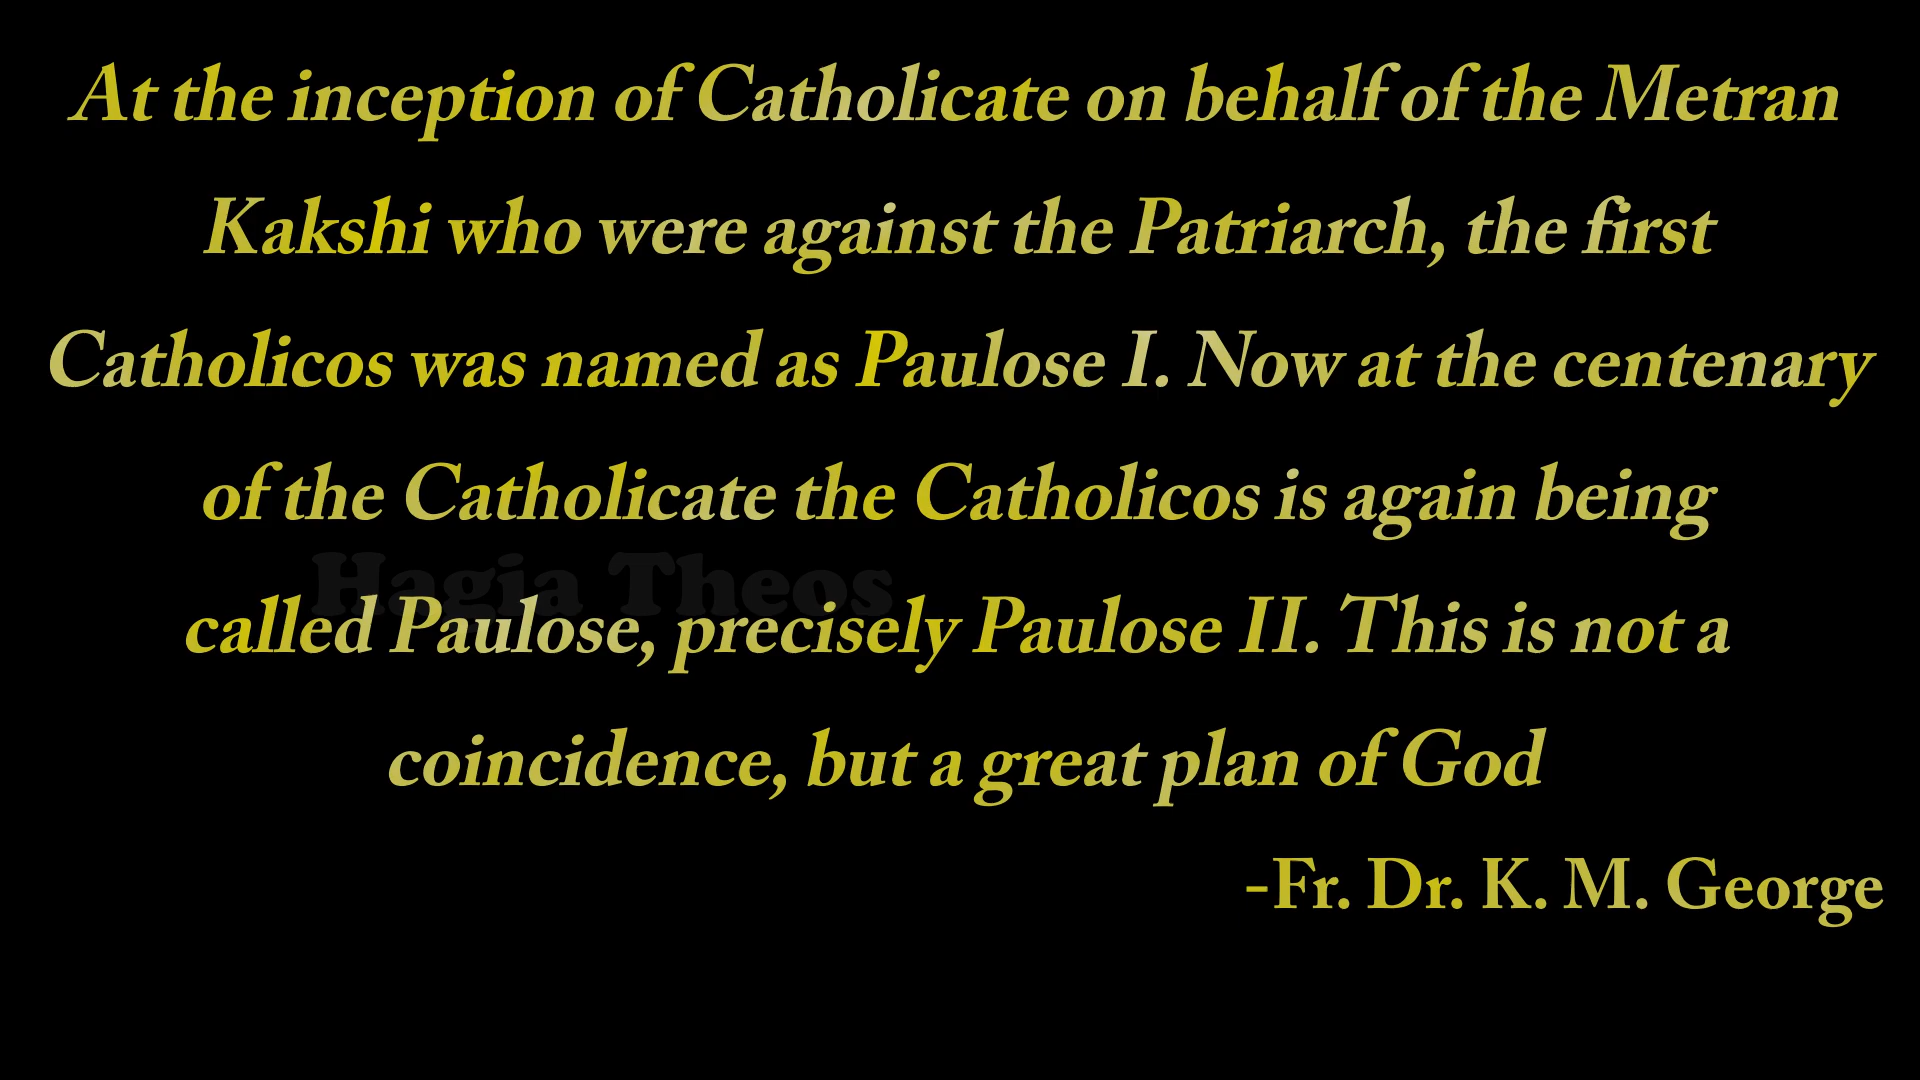 At the inception of Catholicate on behalf of the Metran
Kakshi who were against the Patriarch, the first
Catholicos was named as Paulose I. Now at the centenary
of the Catholicate the Catholicos is again being
Hagia Theos
called Paulose, precisely Paulose II. This is not a
coincidence, but a great plan of God
-Fr. Dr. K. M. George